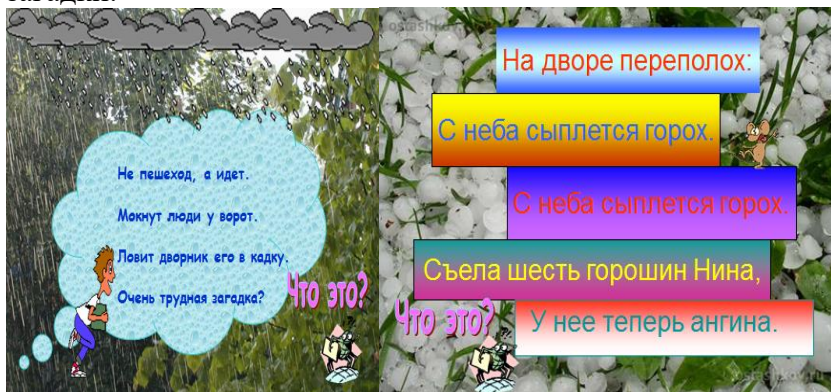 Не пешеход, а идет.
Мокнут люди у ворот.
Ловит дворник его в кадку.
Очень трудная загадка?
Что это?
На дворе переполох:
С неба сыплется горох.
С неба сыплется горох.
Съела шесть горошин Нина,
У нее теперь ангина.
Что это?